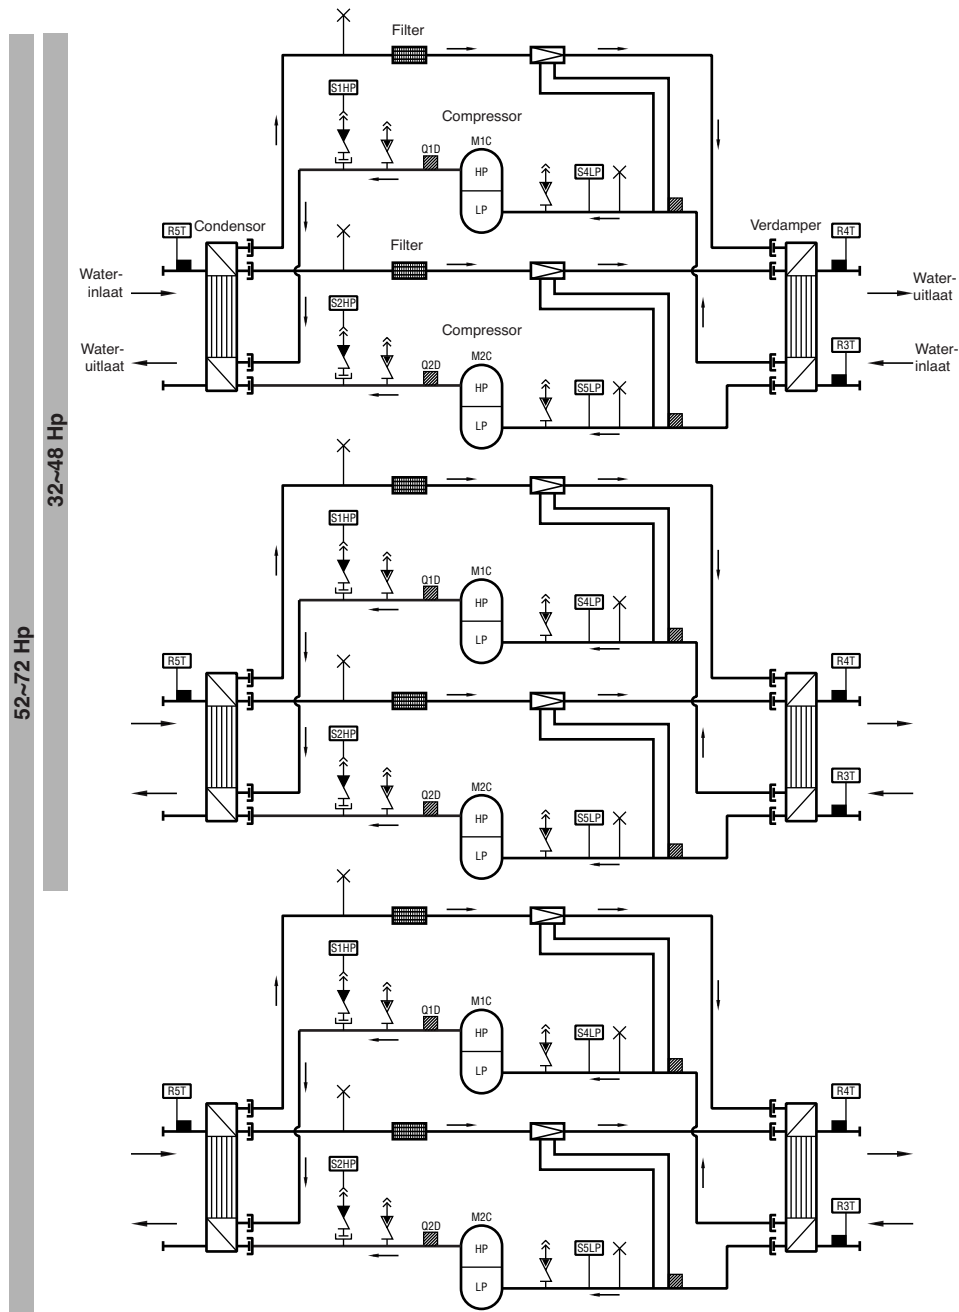 Filter
S1HP
Compressor
M1C
Q1D
HP
S4LP
LP
R5T
Condensor
Verdamper
R4T
Filter
Water-
inlaat
Water-
uitlaat
S2HP
Compressor
Water-
uitlaat
M2C
R3T
Water-
inlaat
Q2D
HP
S5LP
LP
32~48 Hp
52~72 Hp
S1HP
M1C
Q1D
HP
S4LP
LP
R5T
R4T
S2HP
M2C
R3T
Q2D
HP
S5LP
LP
S1HP
M1C
Q1D
HP
S4LP
LP
R5T
R4T
S2HP
M2C
R3T
Q2D
HP
S5LP
LP